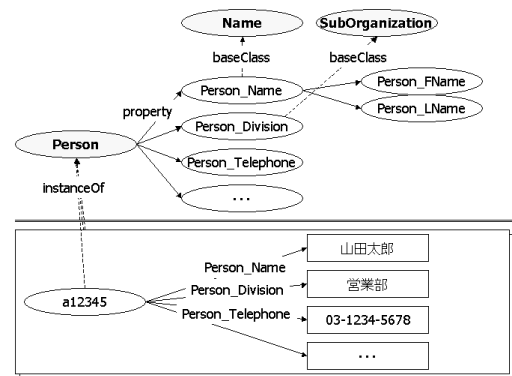 Name
SubOrganization
baseClass
baseClass
Person_Name
Person_FName
Person_LName
property
Person_Division
Person
Person_Telephone
instanceOf
...
山田太郎
Person_Name
営業部
Person_Division
a12345
Person_Telephone
03-1234-5678
...